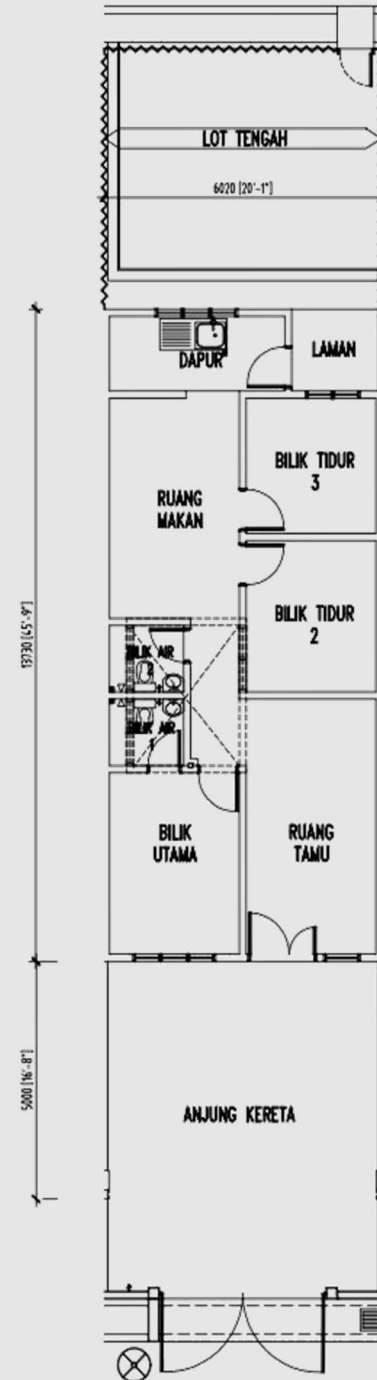 LOT TENGAH
6020 [20'-1"]
DAPUR
LAMAN
BILIK TIDUR
3
RUANG
MAKAN
13730 [45'-9"]
BILIK TIDUR
2
BILIK AIR
BILIK AIR
1
BILIK
UTAMA
RUANG
TAMU
5000 [16'-8"]
ANJUNG KERETA